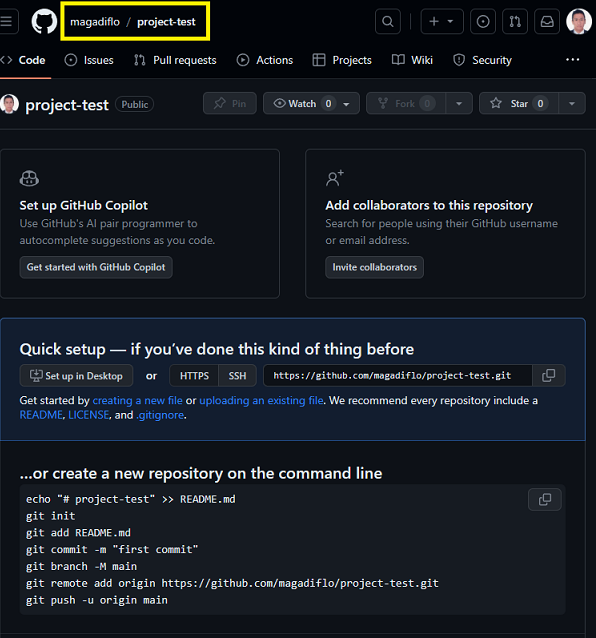 magadiflo / project-test
Code Issues Pull requests Actions Projects Wiki Security
project-test Public Pin Watch 0 Fork 0 Star 0
Set up GitHub Copilot
Use GitHub's AI pair programmer to
autocomplete suggestions as you code.
Get started with GitHub Copilot
Add collaborators to this repository
Search for people using their GitHub username
or email address.
Invite collaborators
Quick setup — if you've done this kind of thing before
Set up in Desktop or HTTPS SSH https://github.com/magadiflo/project-test.git
Get started by creating a new file or uploading an existing file. We recommend every repository include a
README, LICENSE, and .gitignore.
...or create a new repository on the command line
echo "# project-test" >> README.md
git init
git add README.md
git commit -m "first commit"
git branch -M main
git remote add origin https://github.com/magadiflo/project-test.git
git push -u origin main